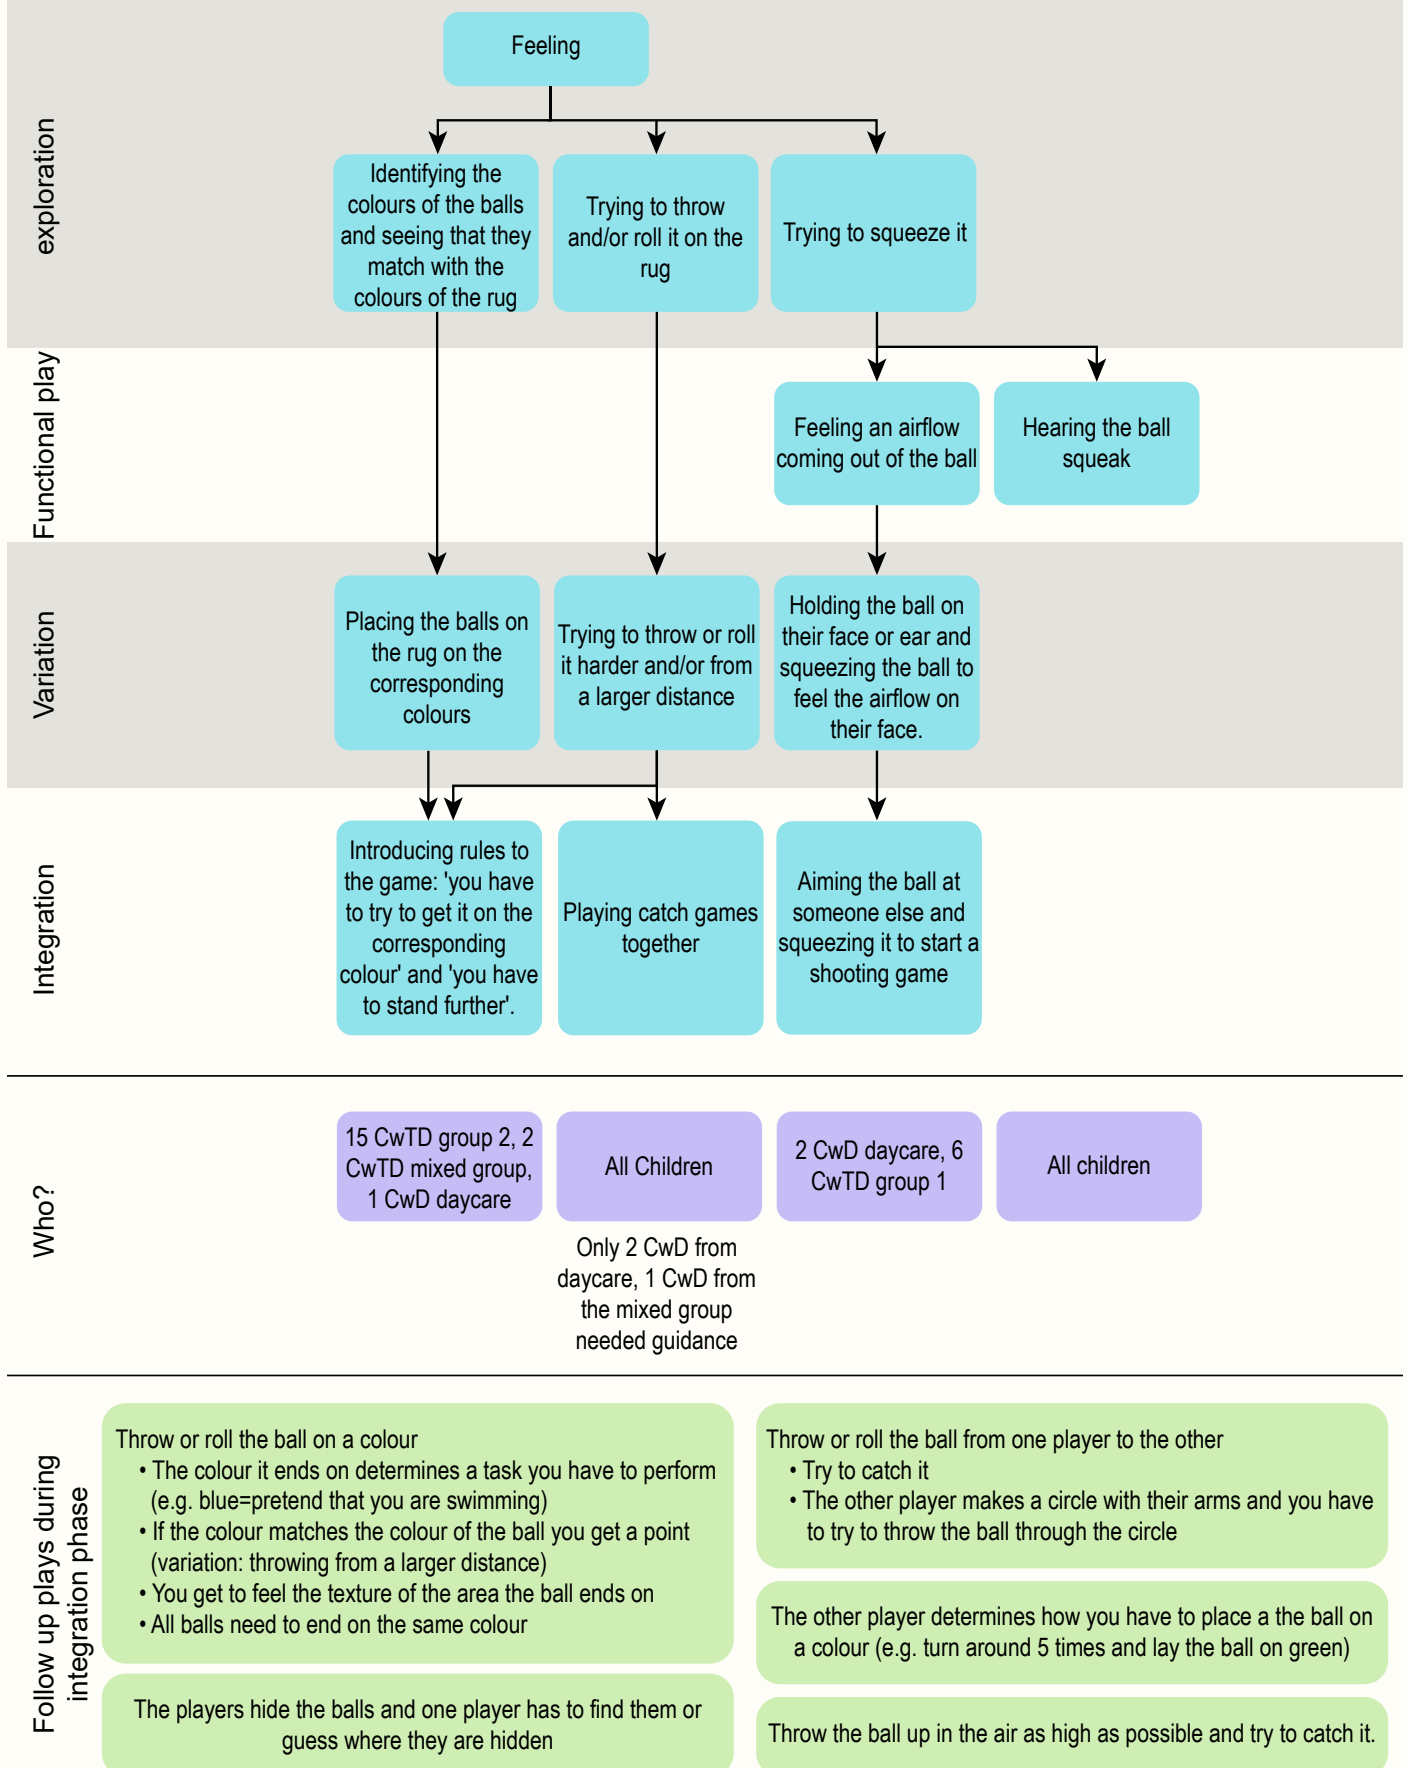 Feeling
exploration
Identifying the
colours of the balls
and seeing that they
match with the
colours of the rug
Trying to throw
and/or roll it on the
rug
Trying to squeeze it
Functional play
Feeling an airflow
coming out of the ball
Hearing the ball
squeak
Variation
Placing the balls on
the rug on the
corresponding
colours
Trying to throw or roll
it harder and/or from
a larger distance
Holding the ball on
their face or ear and
squeezing the ball to
feel the airflow on
their face.
Integration
Introducing rules to
the game: 'you have
to try to get it on the
corresponding
colour' and 'you have
to stand further'.
Playing catch games
together
Aiming the ball at
someone else and
squeezing it to start a
shooting game
Who?
15 CwTD group 2, 2
CwTD mixed group,
1 CwD daycare
All Children
2 CwD daycare, 6
CwTD group 1
All children
Only 2 CwD from
daycare, 1 CwD from
the mixed group
needed guidance
Follow up plays during
integration phase
Throw or roll the ball on a colour
• The colour it ends on determines a task you have to perform
(e.g. blue=pretend that you are swimming)
• If the colour matches the colour of the ball you get a point
(variation: throwing from a larger distance)
• You get to feel the texture of the area the ball ends on
• All balls need to end on the same colour
The players hide the balls and one player has to find them or
guess where they are hidden
Throw or roll the ball from one player to the other
• Try to catch it
• The other player makes a circle with their arms and you have
to try to throw the ball through the circle
The other player determines how you have to place a the ball on
a colour (e.g. turn around 5 times and lay the ball on green)
Throw the ball up in the air as high as possible and try to catch it.